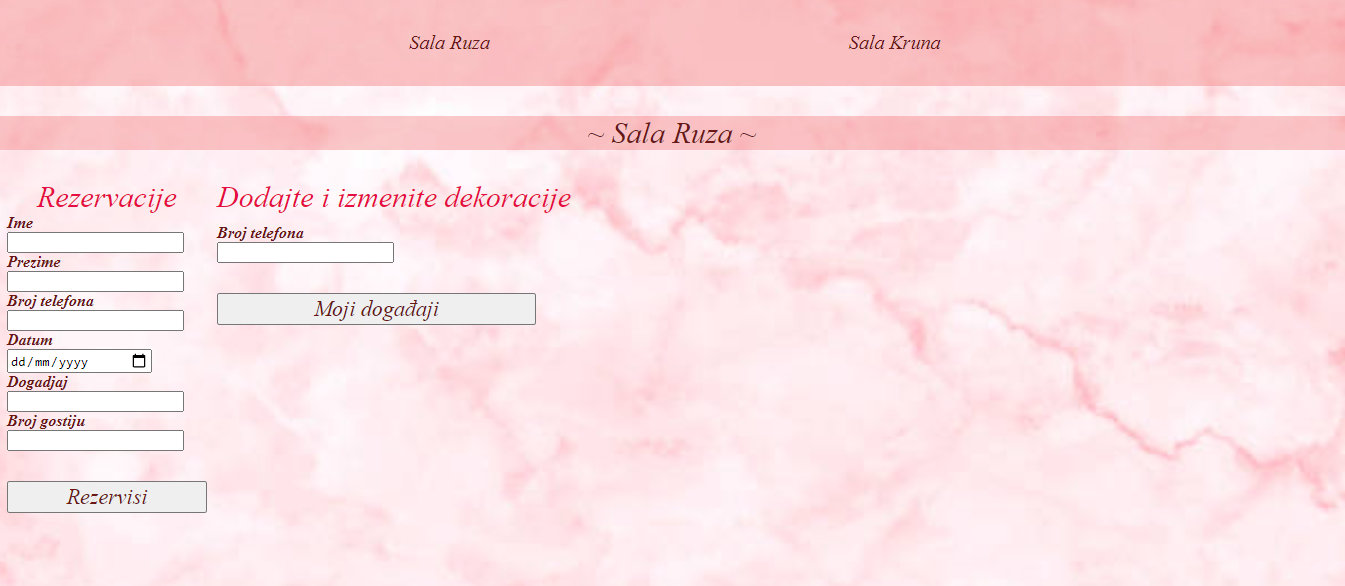 Sala Ruza
Sala Kruna
~ Sala Ruza ~
Rezervacije
Ime
Prezime
Broj telefona
Datum
dd/mm/yyyy
Dogadjaj
Broj gostiju
Rezervisi
Dodajte i izmenite dekoracije
Broj telefona
Moji događaji